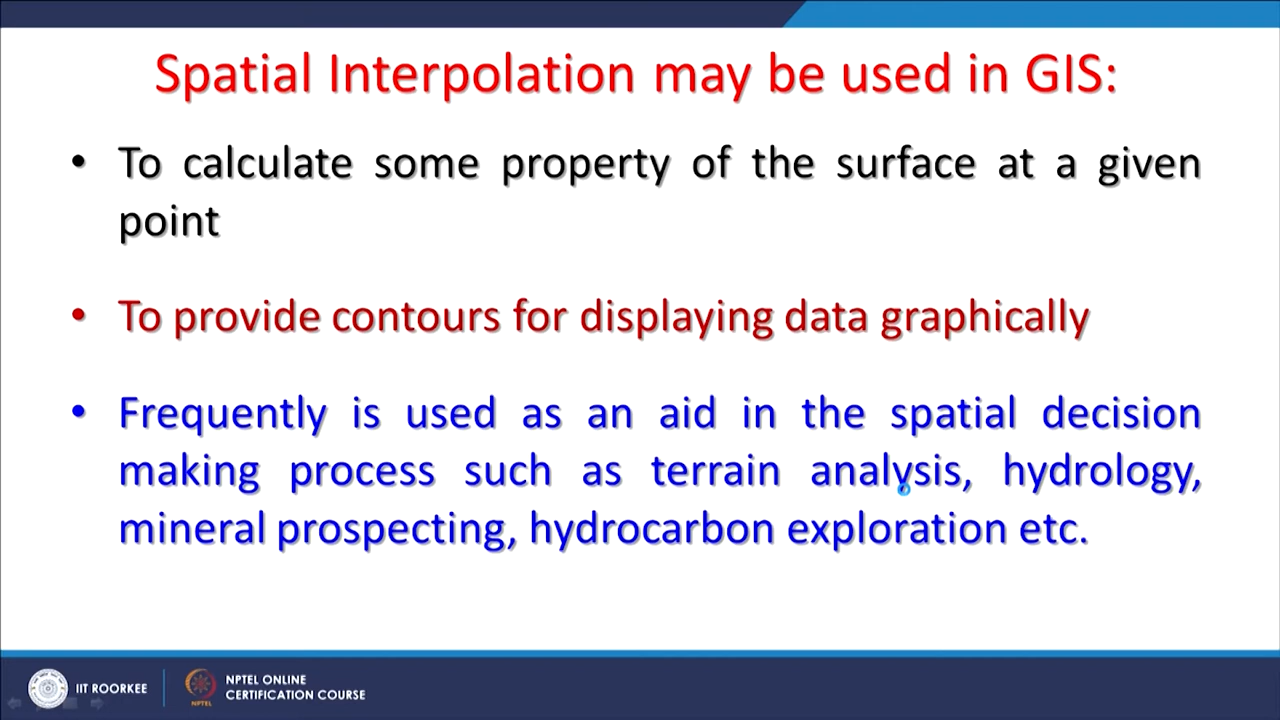 Spatial Interpolation may be used in GIS:
• To calculate some property of the surface at a given
point
• To provide contours for displaying data graphically
• Frequently is used as an aid in the spatial decision
making process such as terrain analysis, hydrology,
mineral prospecting, hydrocarbon exploration etc.
IIT ROORKEE
NPTEL
NPTEL ONLINE
CERTIFICATION COURSE